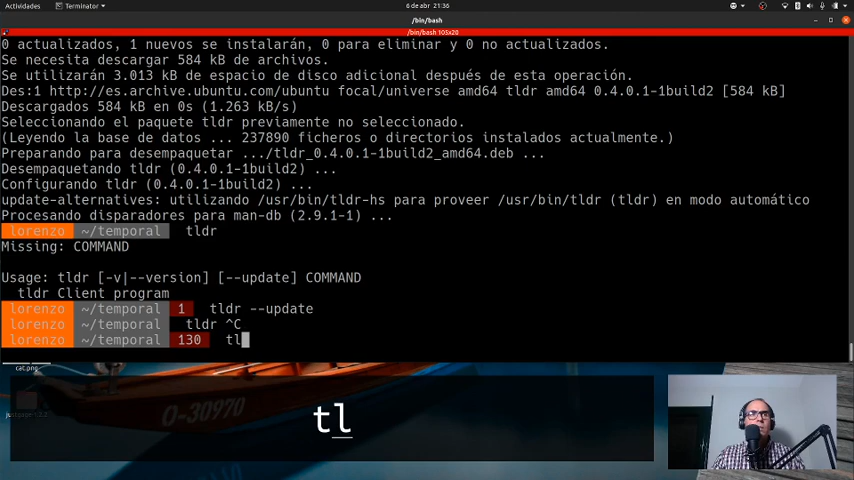 Actividades Terminator 6 de abr 21:36
/bin/bash
/bin/bash 105x20
0 actualizados, 1 nuevos se instalarán, 0 para eliminar y 0 no actualizados.
Se necesita descargar 584 kB de archivos.
Se utilizarán 3.013 kB de espacio de disco adicional después de esta operación.
Des:1 http://es.archive.ubuntu.com/ubuntu focal/universe amd64 tldr amd64 0.4.0.1-1build2 [584 kB]
Descargados 584 kB en 0s (1.263 kB/s)
Seleccionando el paquete tldr previamente no seleccionado.
(Leyendo la base de datos ... 237890 ficheros o directorios instalados actualmente.)
Preparando para desempaquetar .../tldr_0.4.0.1-1build2_amd64.deb ...
Desempaquetando tldr (0.4.0.1-1build2) ...
Configurando tldr (0.4.0.1-1build2) ...
update-alternatives: utilizando /usr/bin/tldr-hs para proveer /usr/bin/tldr (tldr) en modo automático
Procesando disparadores para man-db (2.9.1-1) ...
lorenzo ~/temporal tldr
Missing: COMMAND
Usage: tldr [-v|--version] [--update] COMMAND
tldr Client program
lorenzo ~/temporal 1 tldr --update
lorenzo ~/temporal tldr ^C
lorenzo ~/temporal 130 tl
cat.png
O-30970
tl